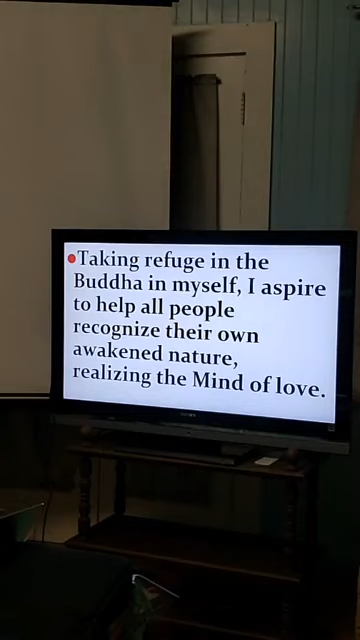 Taking refuge in the
Buddha in myself, I aspire
to help all people
recognize their own
awakened nature,
realizing the Mind of love.
SONY